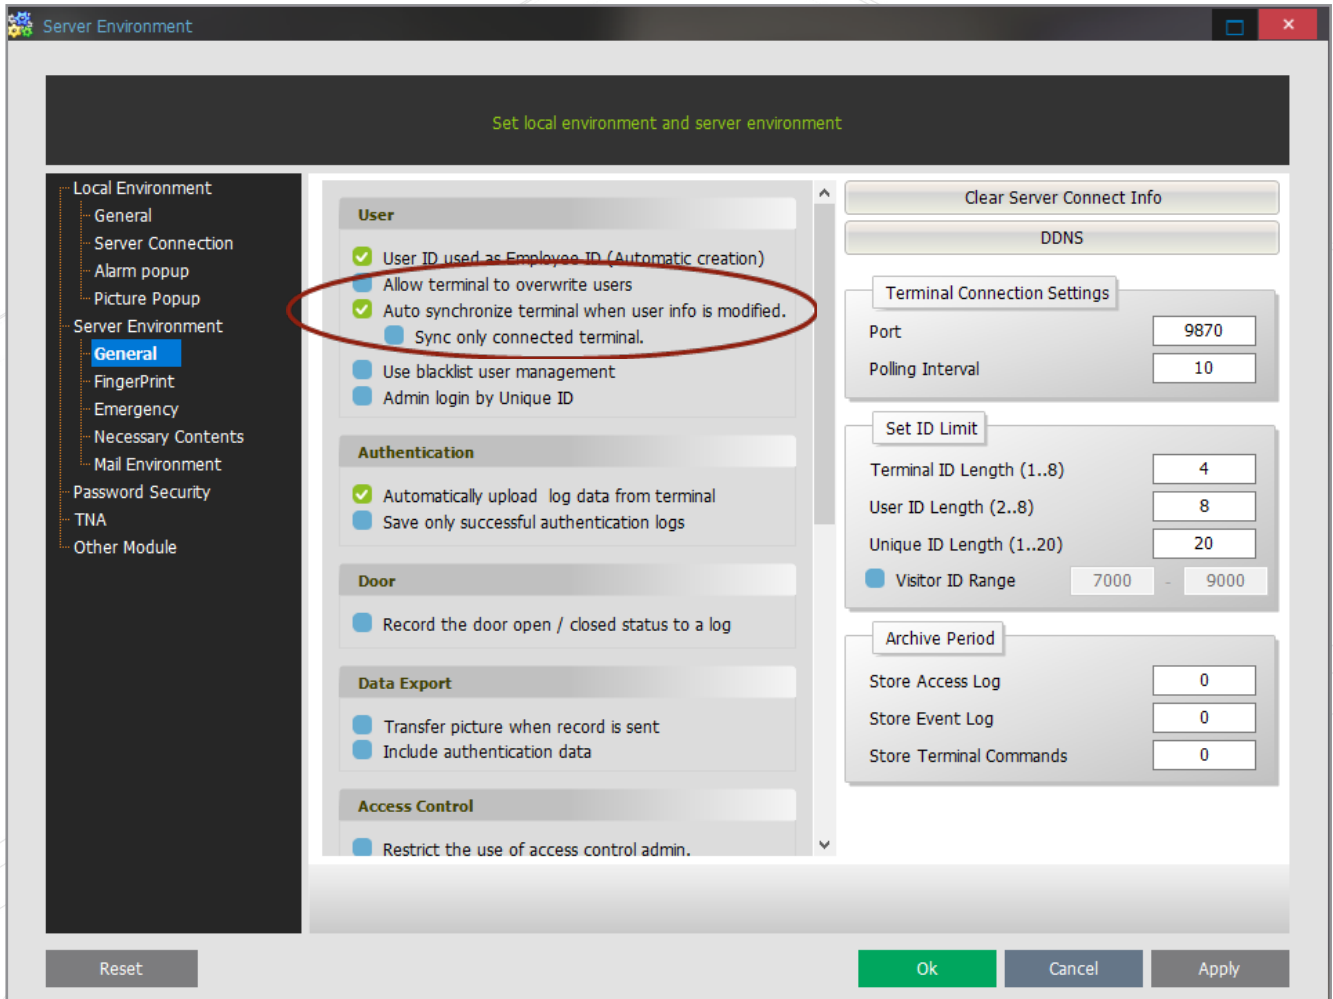 Server Environment
Set local environment and server environment
Local Environment
General
Server Connection
Alarm popup
Picture Popup
Server Environment
General
FingerPrint
Emergency
Necessary Contents
Mail Environment
Password Security
TNA
Other Module
User
User ID used as Employee ID (Automatic creation)
Allow terminal to overwrite users
Auto synchronize terminal when user info is modified.
Sync only connected terminal.
Use blacklist user management
Admin login by Unique ID
Authentication
Automatically upload log data from terminal
Save only successful authentication logs
Door
Record the door open / closed status to a log
Data Export
Transfer picture when record is sent
Include authentication data
Access Control
Restrict the use of access control admin.
Clear Server Connect Info
DDNS
Terminal Connection Settings
Port 9870
Polling Interval 10
Set ID Limit
Terminal ID Length (1..8) 4
User ID Length (2..8) 8
Unique ID Length (1..20) 20
Visitor ID Range 7000 - 9000
Archive Period
Store Access Log 0
Store Event Log 0
Store Terminal Commands 0
Reset
Ok
Cancel
Apply